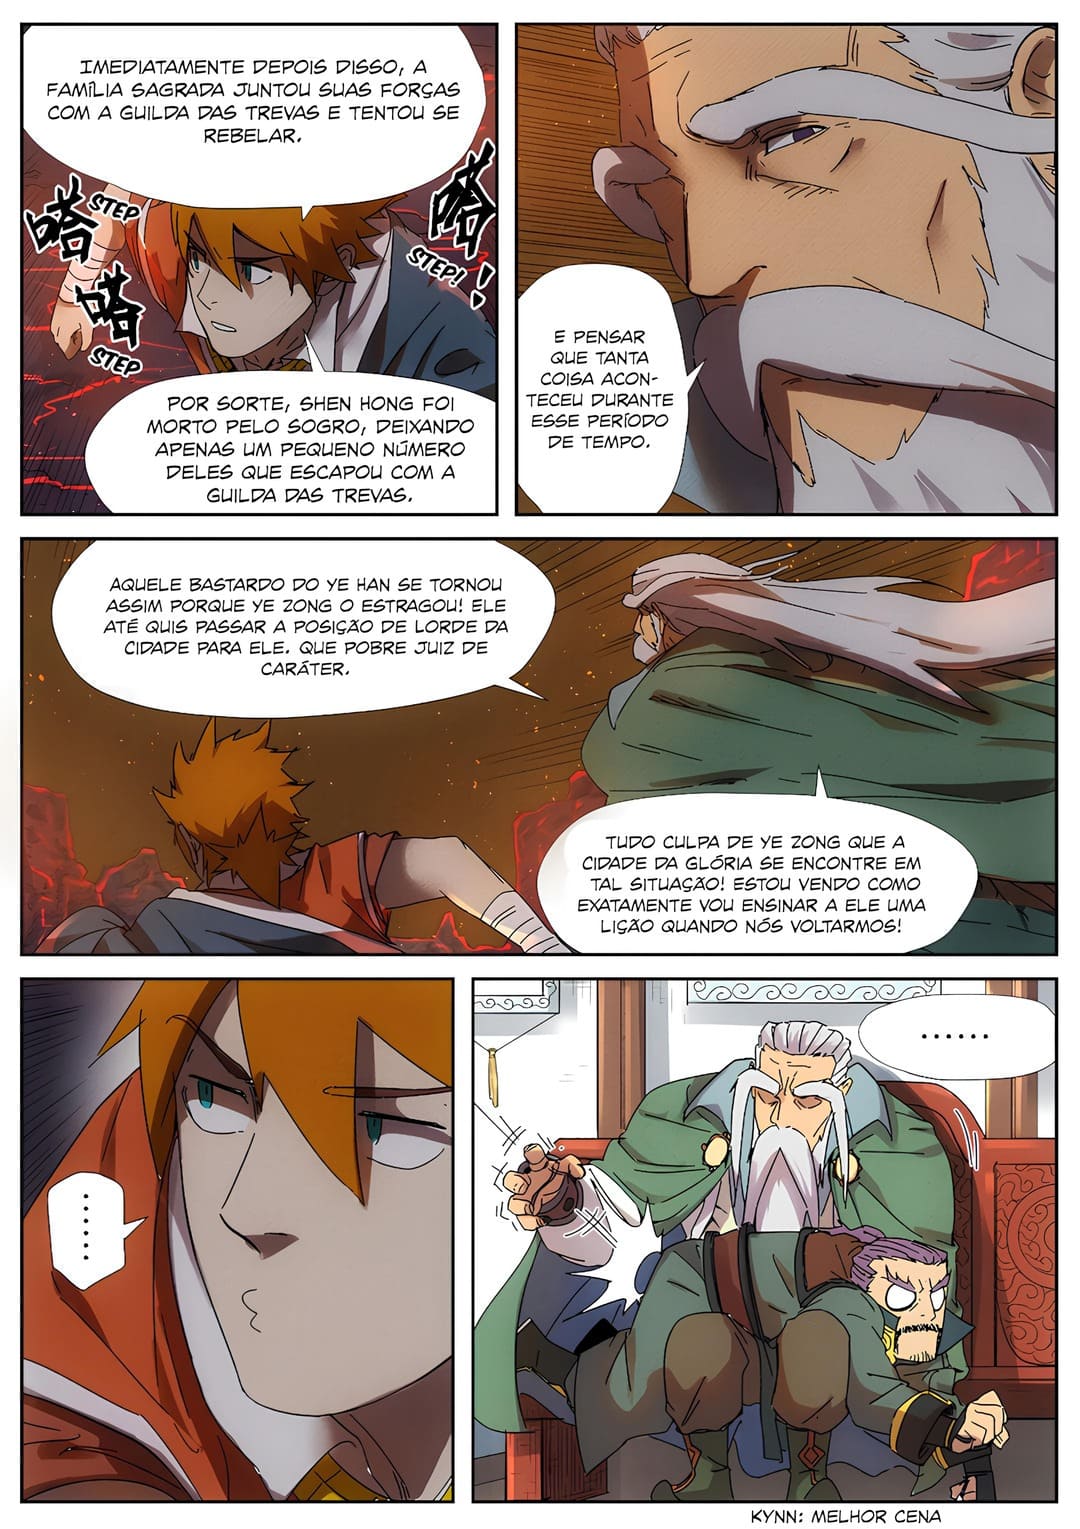 IMEDIATAMENTE DEPOIS DISSO, A
FAMÍLIA SAGRADA JUNTOU SUAS FORÇAS
COM A GUILDA DAS TREVAS E TENTOU SE
REBELAR.
嗒
STEP
嗒
STEP
嗒!
STEP!
POR SORTE, SHEN HONG FOI
MORTO PELO SOGRO, DEIXANDO
APENAS UM PEQUENO NÚMERO
DELES QUE ESCAPOU COM A
GUILDA DAS TREVAS.
E PENSAR
QUE TANTA
COISA ACON-
TECEU DURANTE
ESSE PERÍODO
DE TEMPO.
AQUELE BASTARDO DO YE HAN SE TORNOU
ASSIM PORQUE YE ZONG O ESTRAGOU! ELE
ATÉ QUIS PASSAR A POSIÇÃO DE LORDE DA
CIDADE PARA ELE. QUE POBRE JUIZ DE
CARÁTER.
TUDO CULPA DE YE ZONG QUE A
CIDADE DA GLÓRIA SE ENCONTRE EM
TAL SITUAÇÃO! ESTOU VENDO COMO
EXATAMENTE VOU ENSINAR A ELE UMA
LIÇÃO QUANDO NÓS VOLTARMOS!
......
......
KYNN: MELHOR CENA